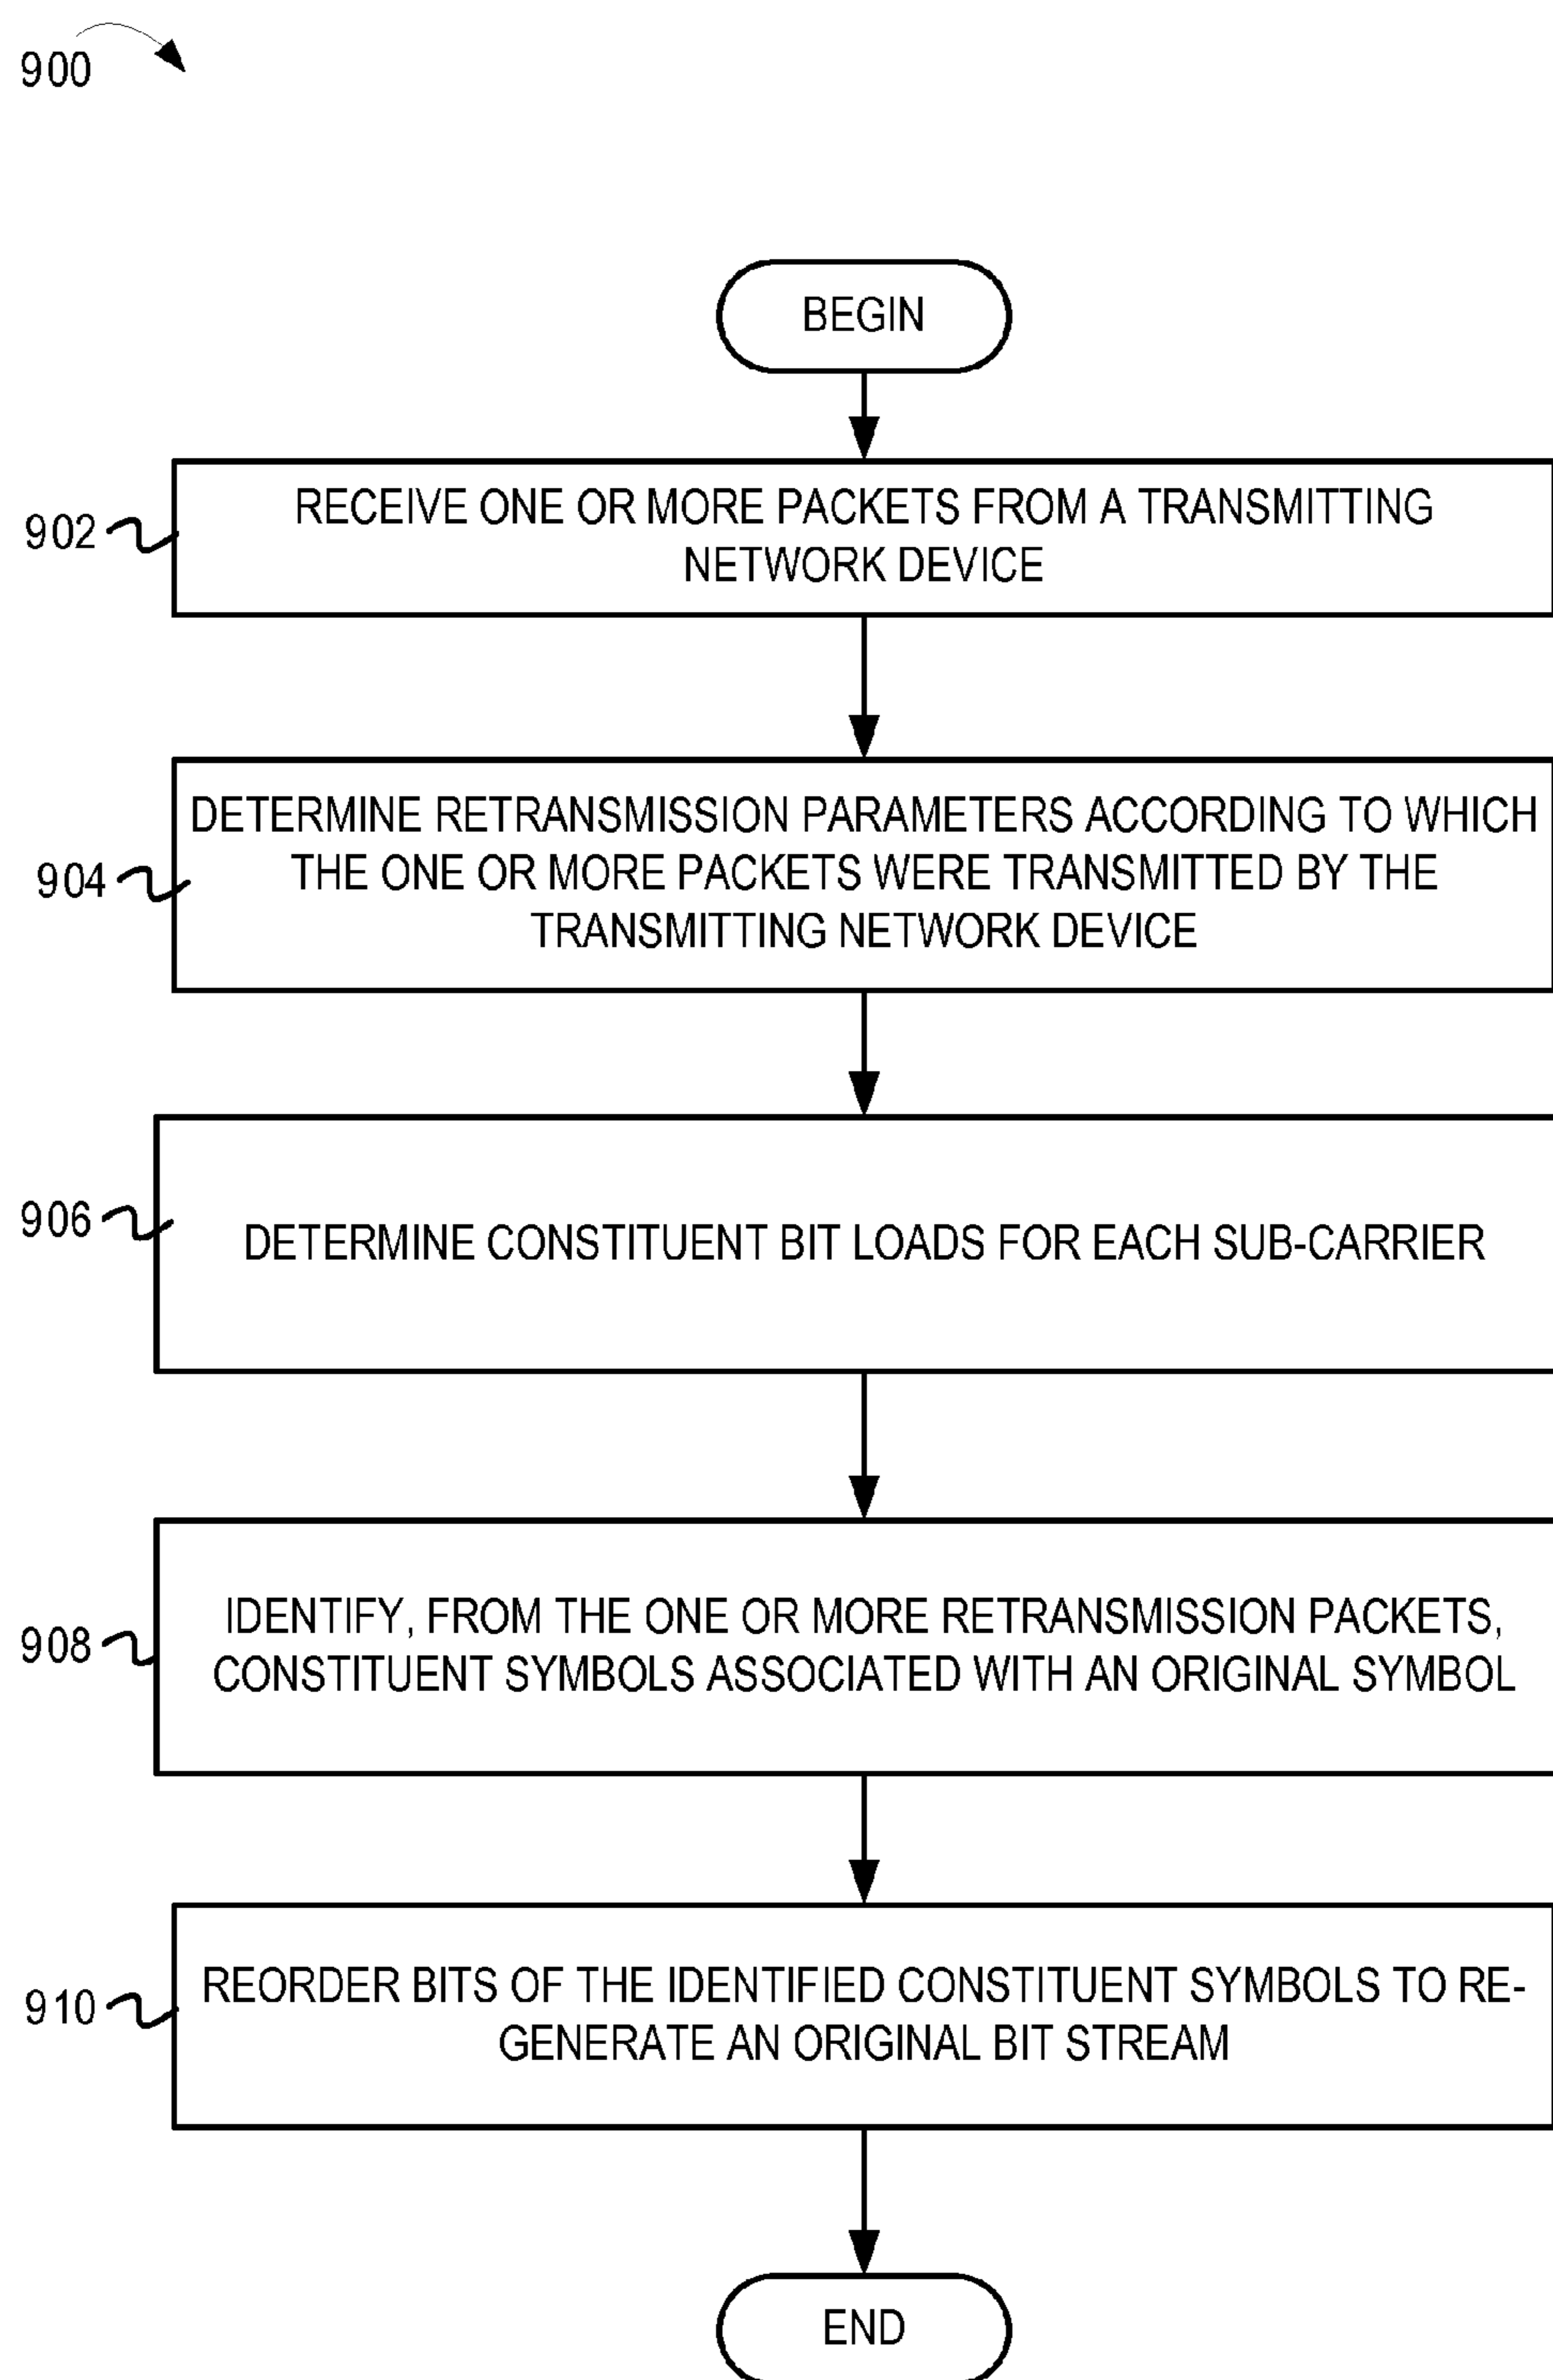 900
BEGIN
902
RECEIVE ONE OR MORE PACKETS FROM A TRANSMITTING
NETWORK DEVICE
904
DETERMINE RETRANSMISSION PARAMETERS ACCORDING TO WHICH
THE ONE OR MORE PACKETS WERE TRANSMITTED BY THE
TRANSMITTING NETWORK DEVICE
906
DETERMINE CONSTITUENT BIT LOADS FOR EACH SUB-CARRIER
908
IDENTIFY, FROM THE ONE OR MORE RETRANSMISSION PACKETS,
CONSTITUENT SYMBOLS ASSOCIATED WITH AN ORIGINAL SYMBOL
910
REORDER BITS OF THE IDENTIFIED CONSTITUENT SYMBOLS TO RE-
GENERATE AN ORIGINAL BIT STREAM
END